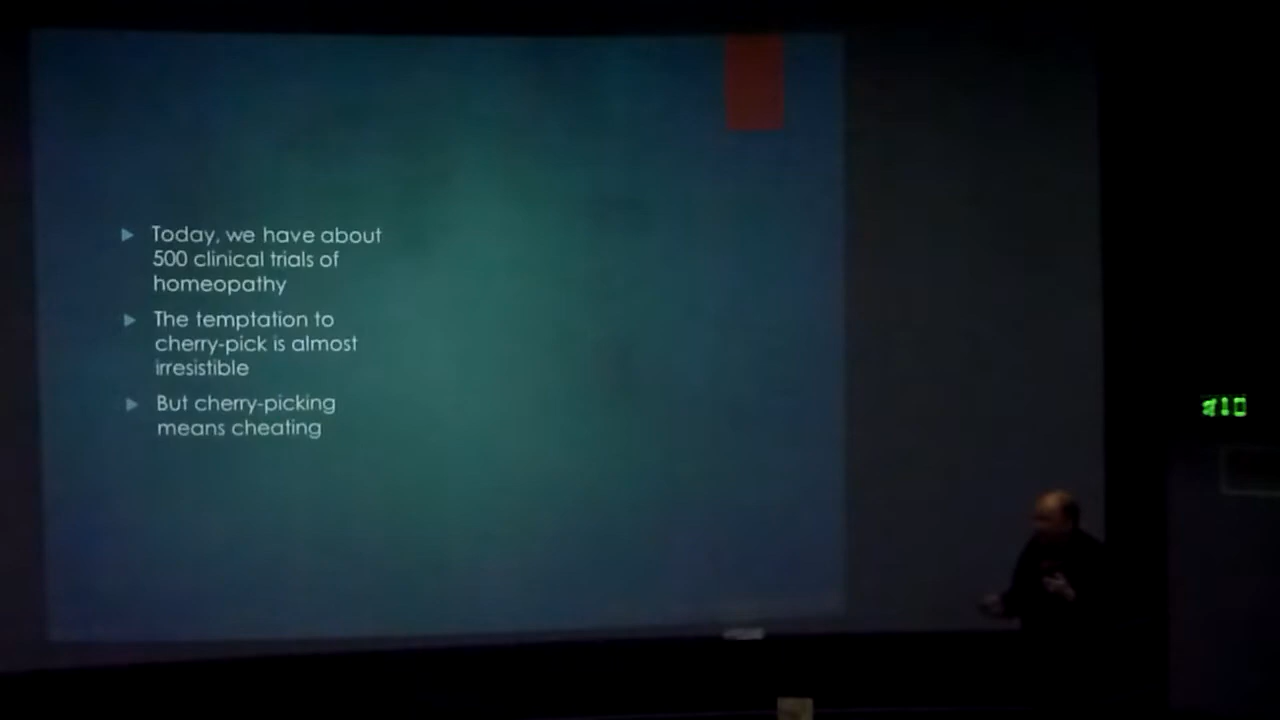 Today, we have about
500 clinical trials of
homeopathy
The temptation to
cherry-pick is almost
irresistible
But cherry-picking
means cheating